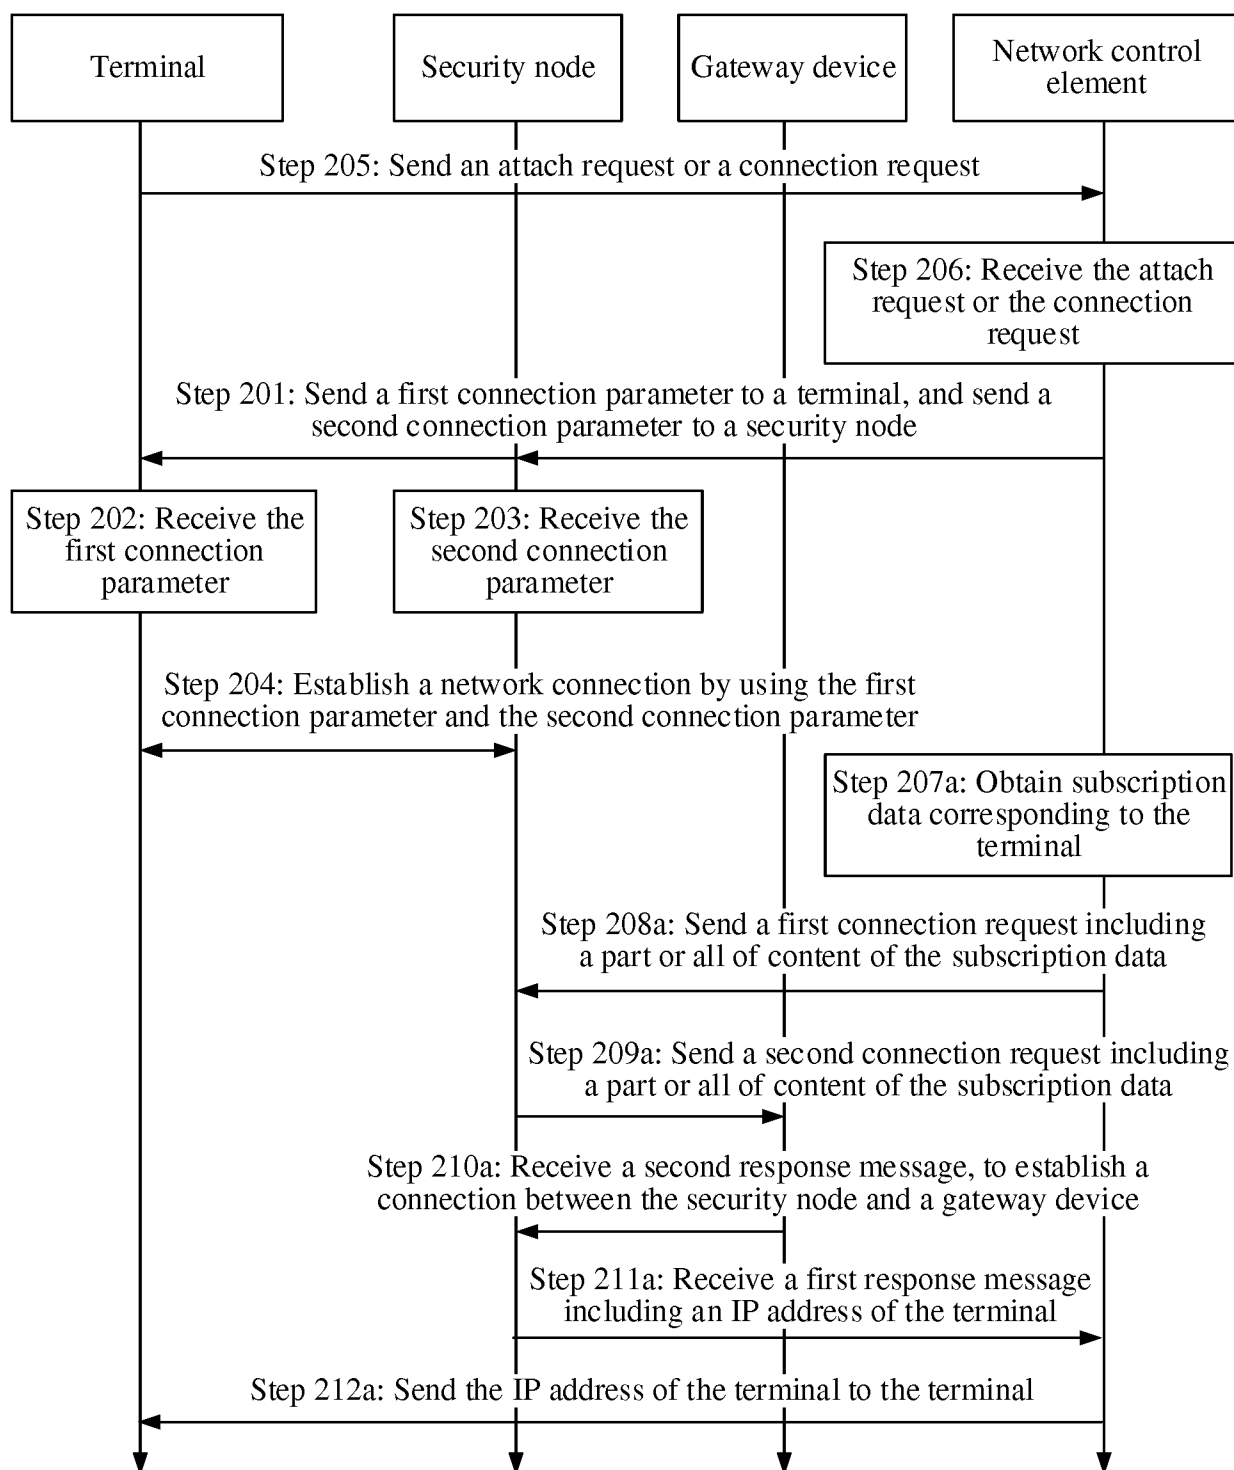 Terminal
Security node
Gateway device
Network control
element
Step 205: Send an attach request or a connection request
Step 206: Receive the attach
request or the connection
request
Step 201: Send a first connection parameter to a terminal, and send a
second connection parameter to a security node
Step 202: Receive the
first connection
parameter
Step 203: Receive the
second connection
parameter
Step 204: Establish a network connection by using the first
connection parameter and the second connection parameter
Step 207a: Obtain subscription
data corresponding to the
terminal
Step 208a: Send a first connection request including
a part or all of content of the subscription data
Step 209a: Send a second connection request including
a part or all of content of the subscription data
Step 210a: Receive a second response message, to establish a
connection between the security node and a gateway device
Step 211a: Receive a first response message
including an IP address of the terminal
Step 212a: Send the IP address of the terminal to the terminal